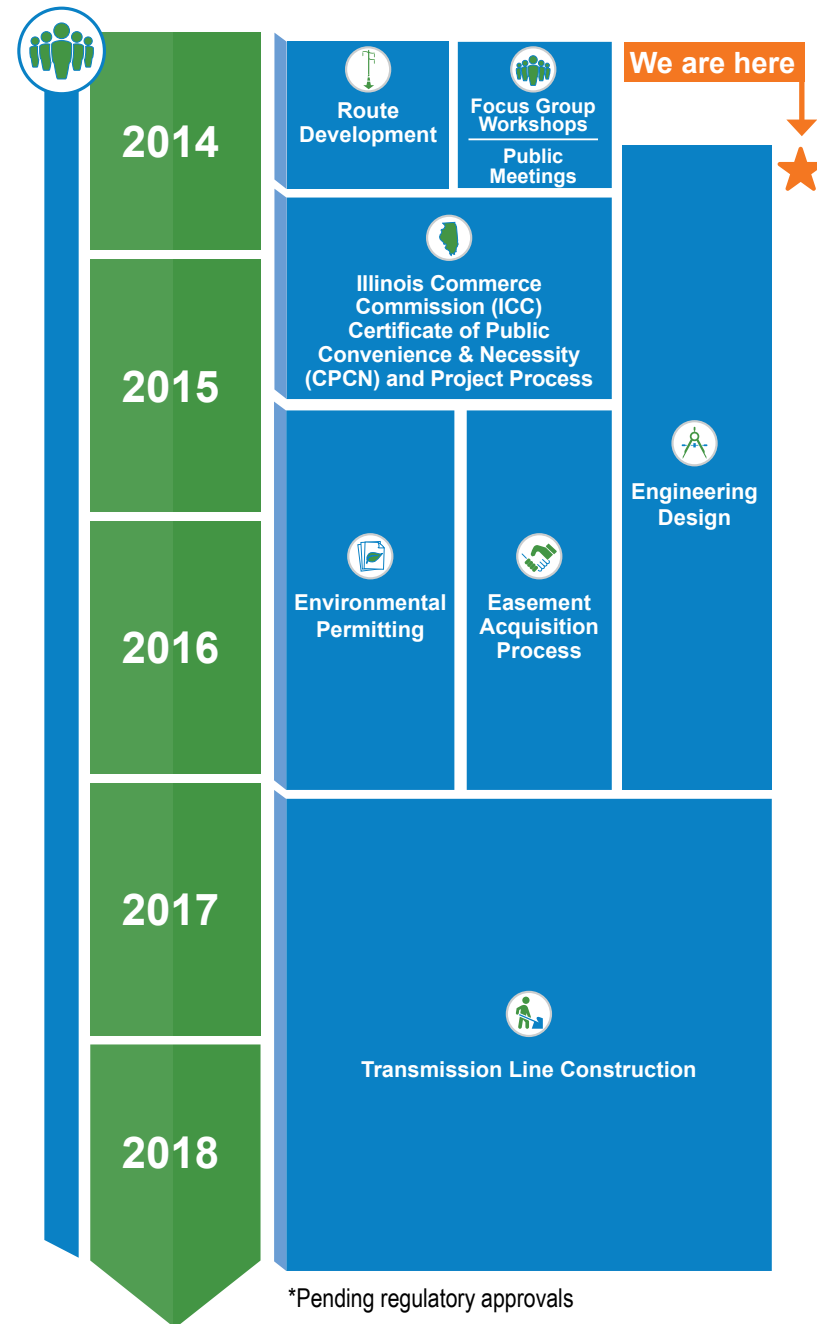 2014
2015
2016
2017
2018
Route
Development
Focus Group
Workshops
Public
Meetings
We are here
Illinois Commerce
Commission (ICC)
Certificate of Public
Convenience & Necessity
(CPCN) and Project Process
Environmental
Permitting
Easement
Acquisition
Process
Engineering
Design
Transmission Line Construction
*Pending regulatory approvals